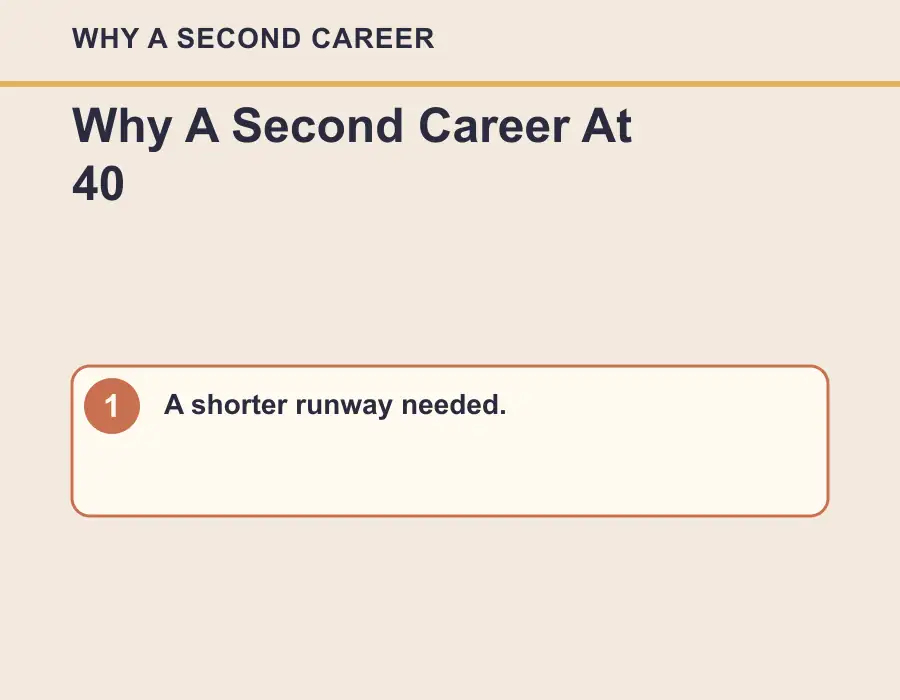 WHY A SECOND CAREER
Why A Second Career At
40
1
A shorter runway needed.